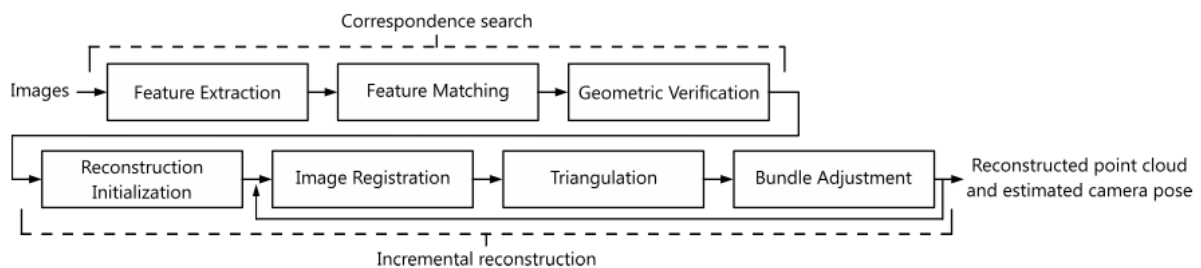 Correspondence search
Images
Feature Extraction
Feature Matching
Geometric Verification
Reconstruction
Initialization
Image Registration
Triangulation
Bundle Adjustment
Reconstructed point cloud
and estimated camera pose
Incremental reconstruction